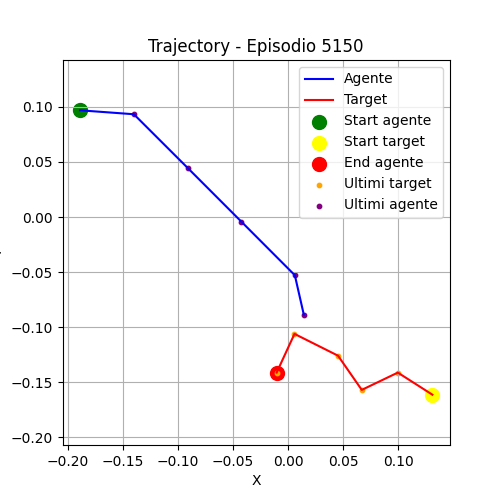 Trajectory - Episodio 5150
Agente
Target
Start agente
Start target
End agente
Ultimi target
Ultimi agente
0.10
0.05
0.00
−0.05
−0.10
−0.15
−0.20
−0.20 −0.15 −0.10 −0.05 0.00 0.05 0.10
X